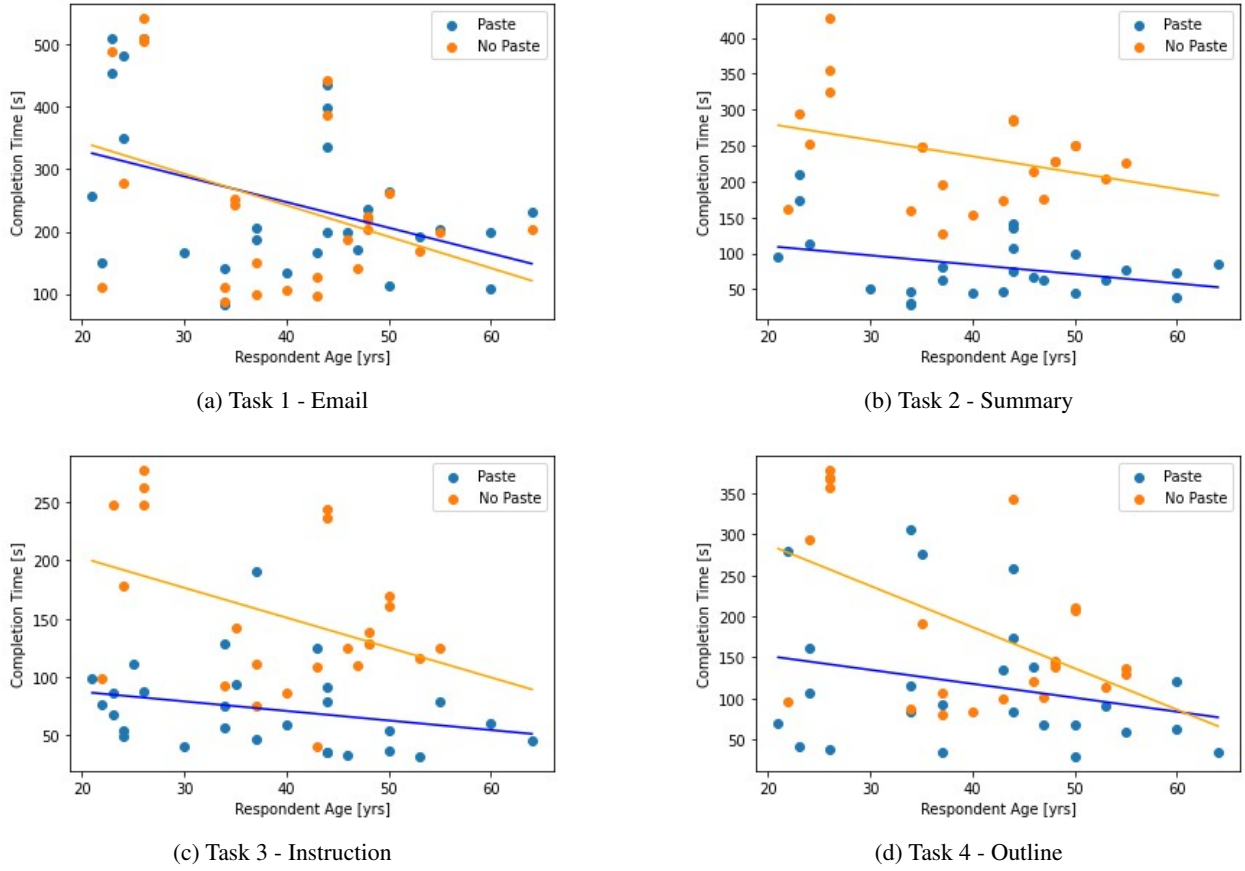 Completion Time [s]
500
400
300
200
100
Paste
No Paste
20 30 40 50 60
Respondent Age [yrs]
(a) Task 1 - Email
Completion Time [s]
400
350
300
250
200
150
100
50
Paste
No Paste
20 30 40 50 60
Respondent Age [yrs]
(b) Task 2 - Summary
Completion Time [s]
250
200
150
100
50
Paste
No Paste
20 30 40 50 60
Respondent Age [yrs]
(c) Task 3 - Instruction
Completion Time [s]
350
300
250
200
150
100
50
Paste
No Paste
20 30 40 50 60
Respondent Age [yrs]
(d) Task 4 - Outline